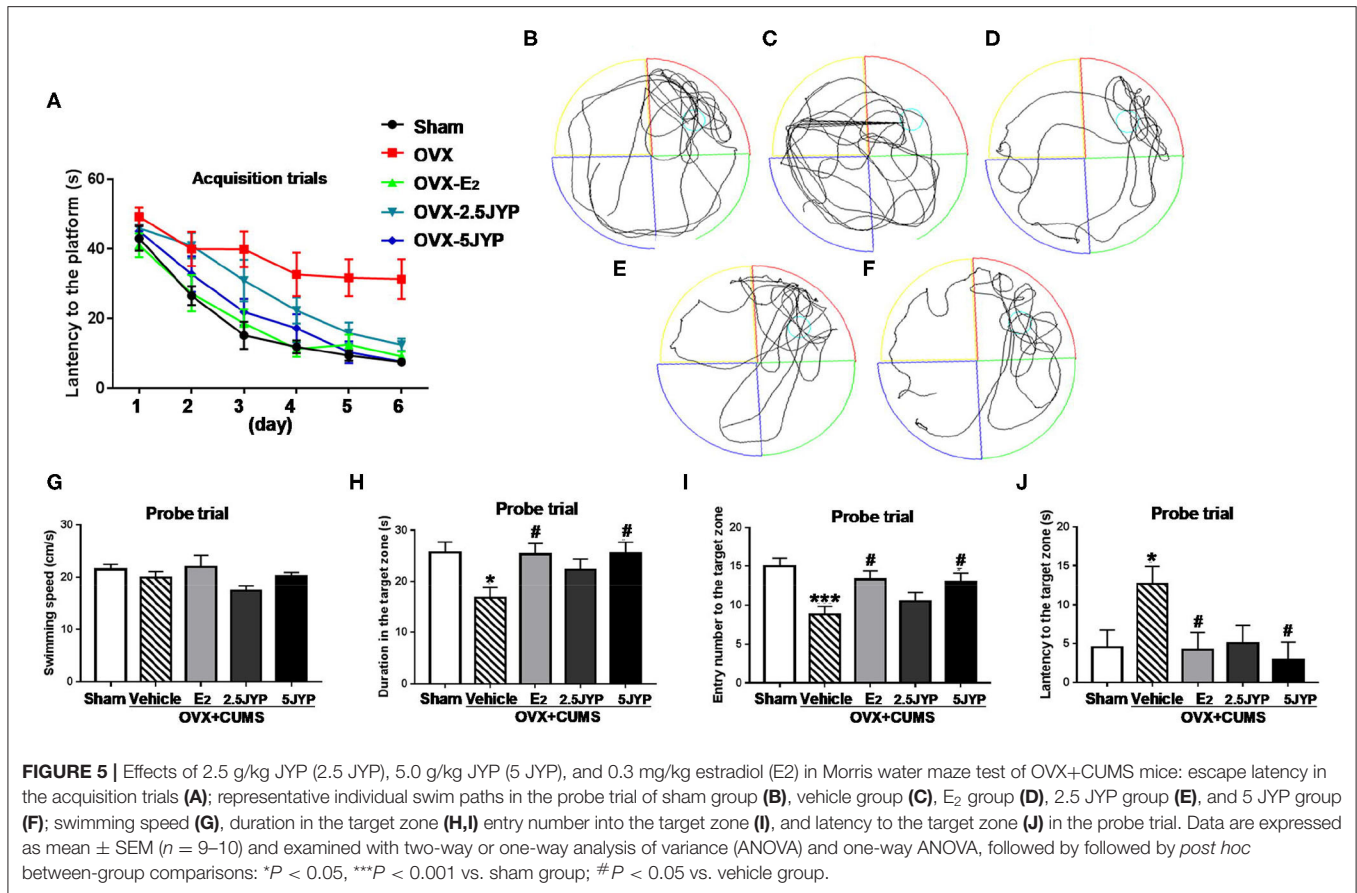 B
C
D
A
Sham
OVX
OVX-E2
OVX-2.5JYP
OVX-5JYP
Acquisition trials
Lantency to the platform (s)
60
40
20
0
1 2 3 4 5 6
(day)
E
F
G
Probe trial
Swimming speed (cm/s)
30
20
10
0
Sham Vehicle E2 2.5JYP 5JYP
OVX+CUMS
H
Probe trial
Duration in the target zone (s)
30
20
10
0
*
#
#
Sham Vehicle E2 2.5JYP 5JYP
OVX+CUMS
I
Probe trial
Entry number to the target zone
20
15
10
5
0
***
#
#
Sham Vehicle E2 2.5JYP 5JYP
OVX+CUMS
J
Probe trial
Lantency to the target zone (s)
20
15
10
5
0
*
#
#
Sham Vehicle E2 2.5JYP 5JYP
OVX+CUMS
FIGURE 5 | Effects of 2.5 g/kg JYP (2.5 JYP), 5.0 g/kg JYP (5 JYP), and 0.3 mg/kg estradiol (E2) in Morris water maze test of OVX+CUMS mice: escape latency in
the acquisition trials (A); representative individual swim paths in the probe trial of sham group (B), vehicle group (C), E₂ group (D), 2.5 JYP group (E), and 5 JYP group
(F); swimming speed (G), duration in the target zone (H,I) entry number into the target zone (I), and latency to the target zone (J) in the probe trial. Data are expressed
as mean ± SEM (n = 9–10) and examined with two-way or one-way analysis of variance (ANOVA) and one-way ANOVA, followed by followed by post hoc
between-group comparisons: *P < 0.05, ***P < 0.001 vs. sham group; #P < 0.05 vs. vehicle group.